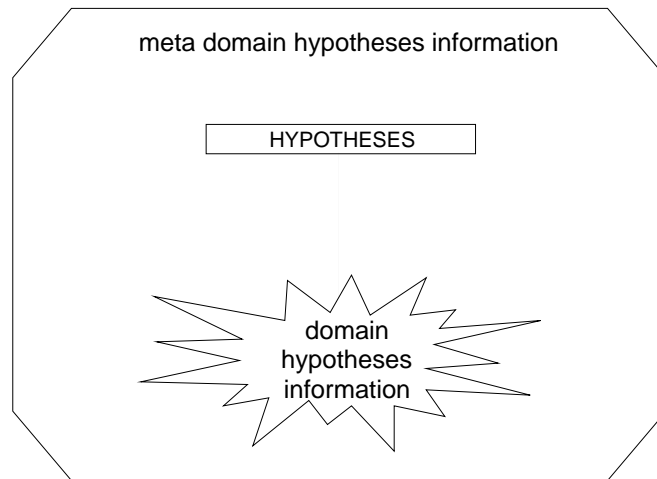 meta domain hypotheses information
HYPOTHESES
domain
hypotheses
information